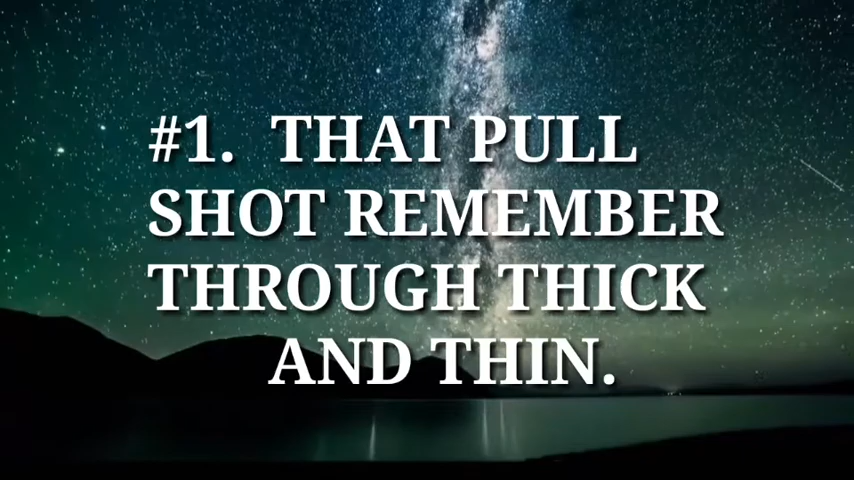 #1. THAT PULL
SHOT REMEMBER
THROUGH THICK
AND THIN.